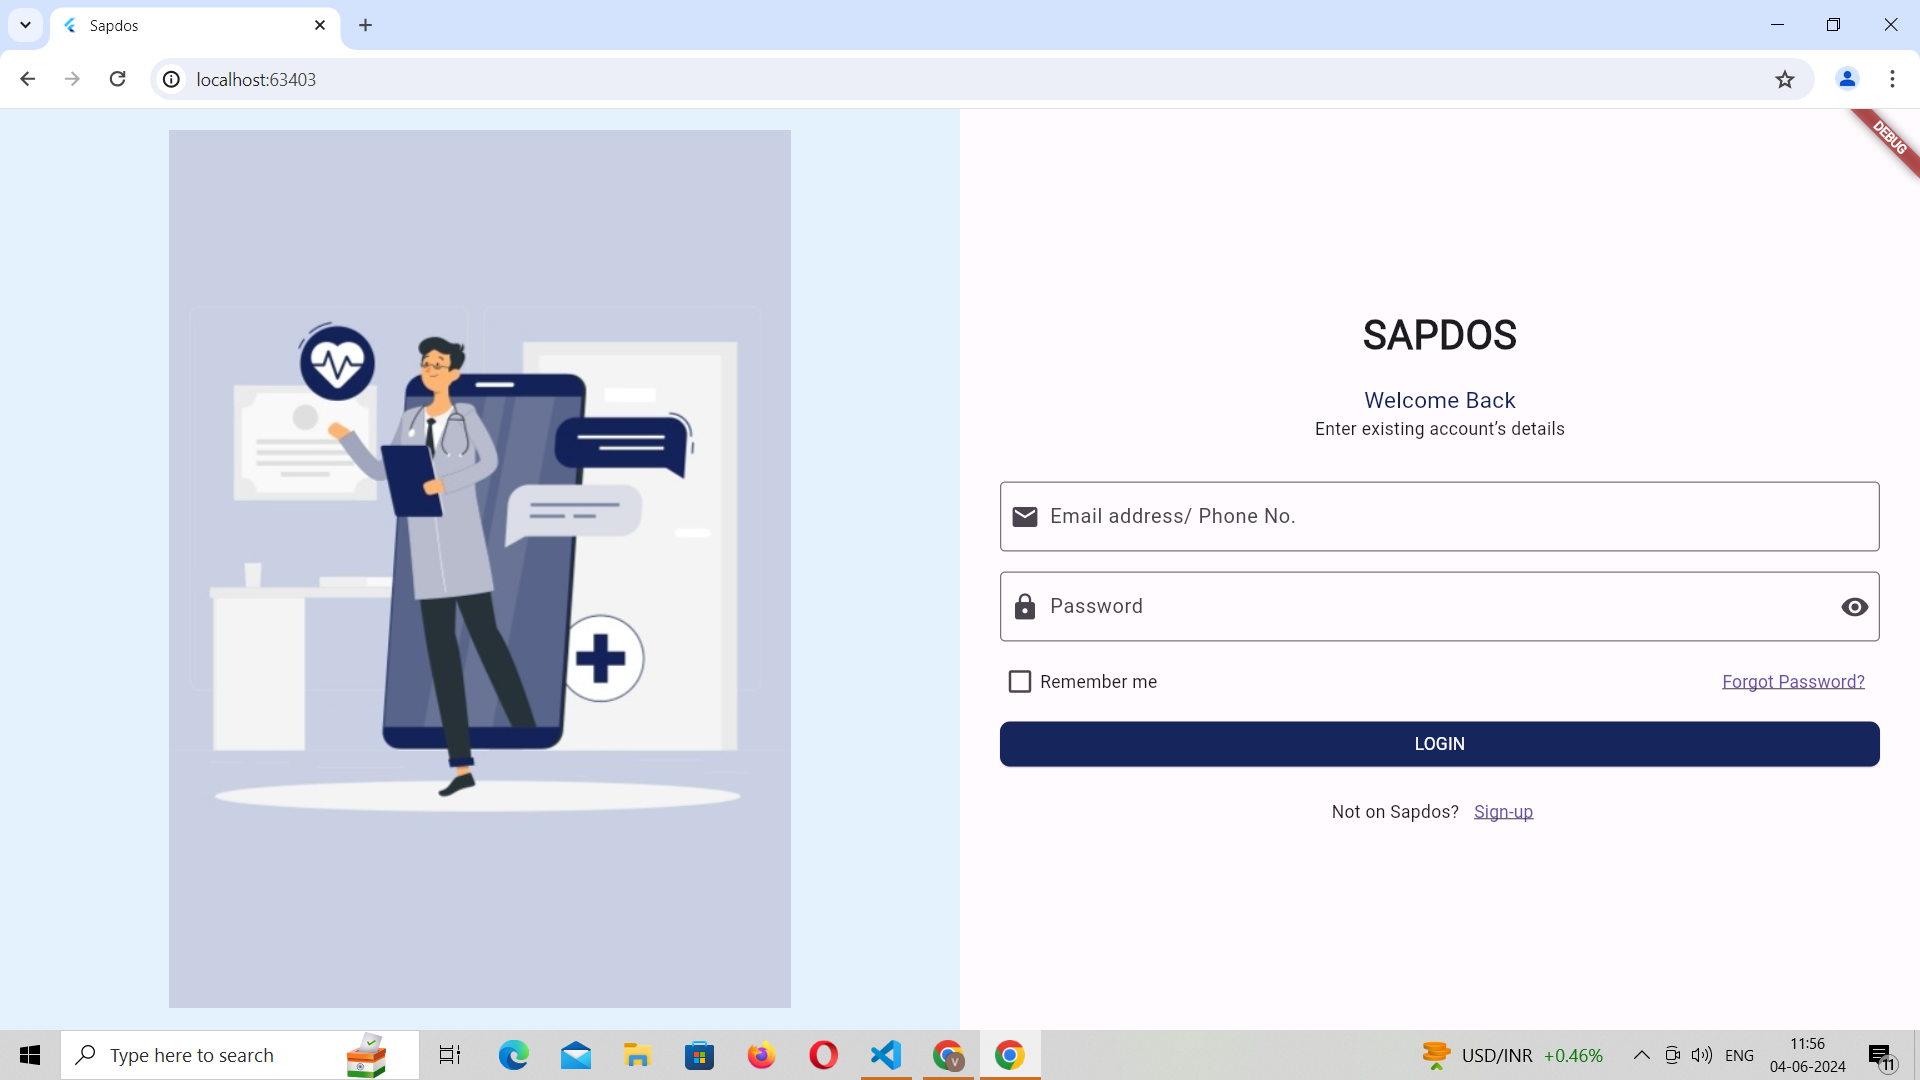 Sapdos
localhost:63403
DEBUG
SAPDOS
Welcome Back
Enter existing account’s details
Email address/ Phone No.
Password
Remember me
Forgot Password?
LOGIN
Not on Sapdos? Sign-up
Type here to search
V
USD/INR +0.46%
ENG
11:56
04-06-2024
11